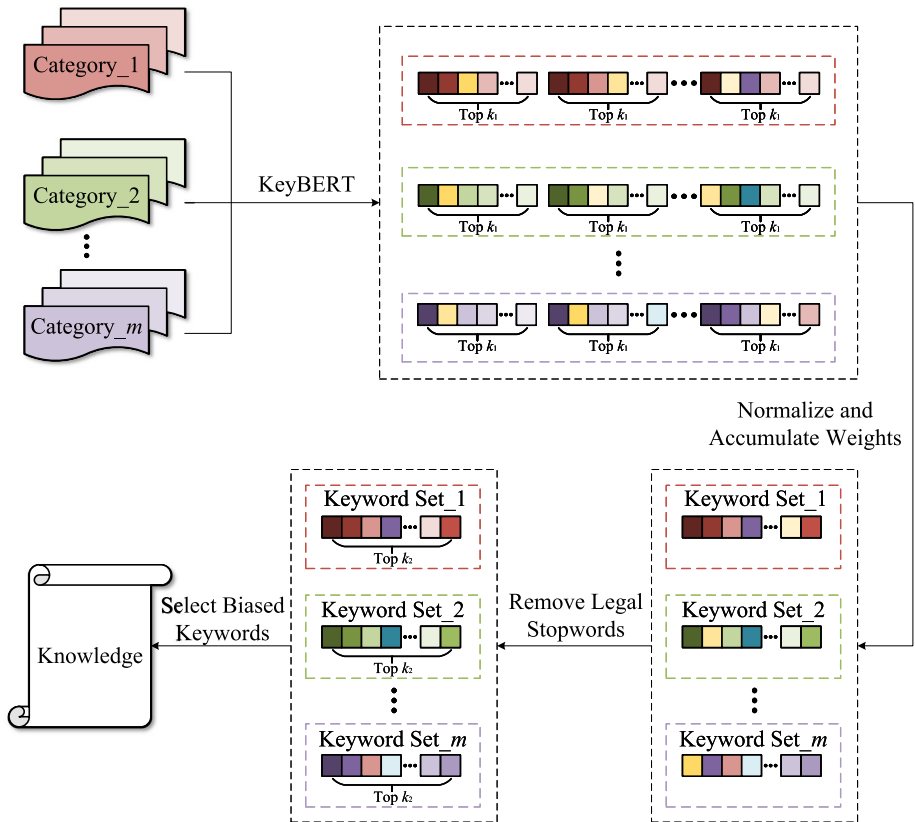 Category_1
Category_2
Category_m
KeyBERT
Top k1
Top k1
Top k1
Top k1
Top k1
Top k1
Top k1
Top k1
Top k1
Normalize and
Accumulate Weights
Keyword Set_1
Keyword Set_2
Keyword Set_m
Remove Legal
Stopwords
Keyword Set_1
Top k2
Keyword Set_2
Top k2
Keyword Set_m
Top k2
Select Biased
Keywords
Knowledge